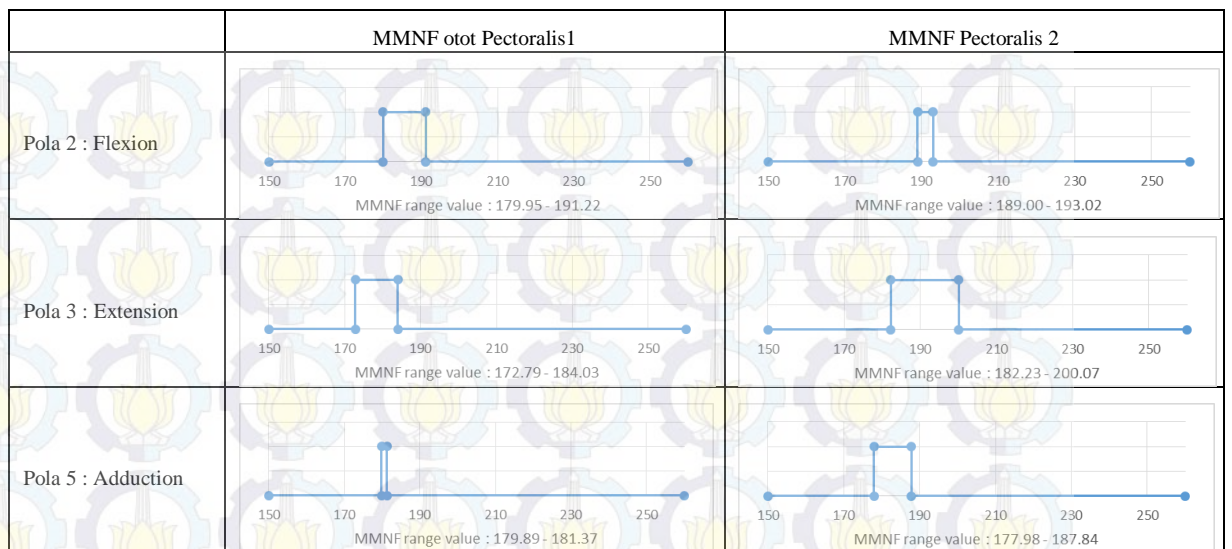 MMNF otot Pectoralis1
MMNF Pectoralis 2
Pola 2 : Flexion
150 170 190 210 230 250
MMNF range value : 179.95 - 191.22
150 170 190 210 230 250
MMNF range value : 189.00 - 193.02
Pola 3 : Extension
150 170 190 210 230 250
MMNF range value : 172.79 - 184.03
150 170 190 210 230 250
MMNF range value : 182.23 - 200.07
Pola 5 : Adduction
150 170 190 210 230 250
MMNF range value : 179.89 - 181.37
150 170 190 210 230 250
MMNF range value : 177.98 - 187.84